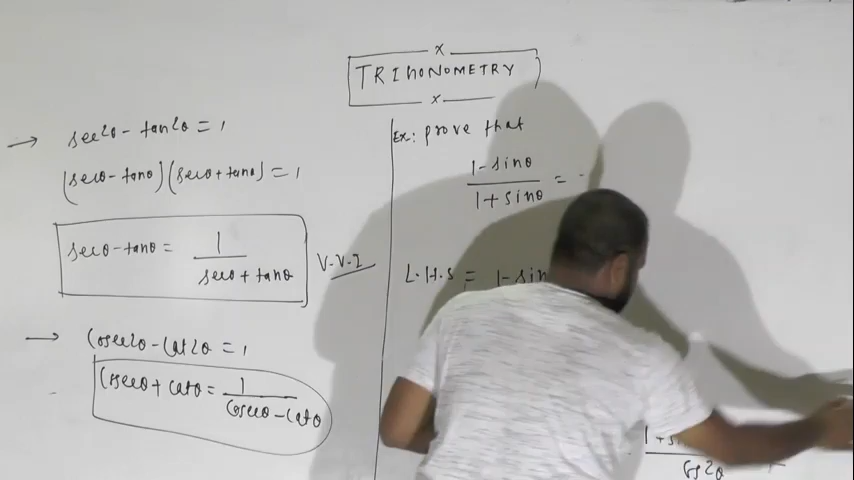 TRIGONOMETRY
→ sec²θ - tan²θ = 1
(secθ - tanθ)(secθ + tanθ) = 1
secθ - tanθ = 1 / secθ + tanθ V.V.I
→ Cosec²θ - Cot²θ = 1
Cosecθ + Cotθ = 1 / Cosecθ - Cotθ
Ex: prove that
1 - sinθ / 1 + sinθ =
L.H.S = 1 - sin
Cos²θ